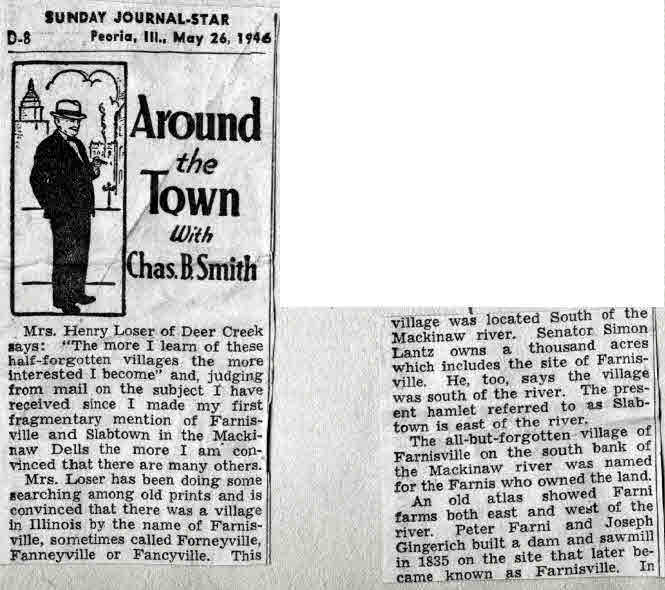 SUNDAY JOURNAL-STAR
D-8 Peoria, Ill., May 26, 1946
Around
the
Town
With
Chas. B. Smith
Mrs. Henry Loser of Deer Creek
says: "The more I learn of these
half-forgotten villages the more
interested I become" and, judging
from mail on the subject I have
received since I made my first
fragmentary mention of Farnis-
ville and Slabtown in the Macki-
naw Dells the more I am con-
vinced that there are many others.
Mrs. Loser has been doing some
searching among old prints and is
convinced that there was a village
in Illinois by the name of Farnis-
ville, sometimes called Forneyville,
Fanneyville or Fancyville. This
village was located South of the
Mackinaw river. Senator Simon
Lantz owns a thousand acres
which includes the site of Farnis-
ville. He, too, says the village
was south of the river. The pres-
ent hamlet referred to as Slab-
town is east of the river.
The all-but-forgotten village of
Farnisville on the south bank of
the Mackinaw river was named
for the Farnis who owned the land.
An old atlas showed Farni
farms both east and west of the
river. Peter Farni and Joseph
Gingerich built a dam and sawmill
in 1835 on the site that later be-
came known as Farnisville. In